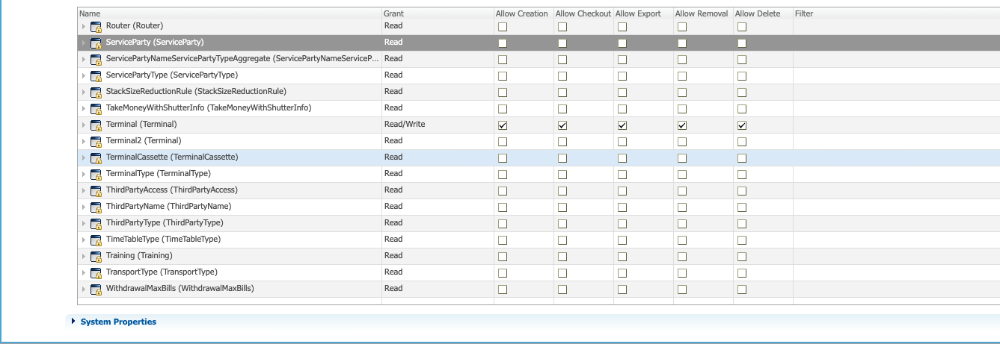 Name Grant Allow Creation Allow Checkout Allow Export Allow Removal Allow Delete Filter
Router (Router) Read
ServiceParty (ServiceParty) Read
ServicePartyNameServicePartyTypeAggregate (ServicePartyNameServiceP... Read
ServicePartyType (ServicePartyType) Read
StackSizeReductionRule (StackSizeReductionRule) Read
TakeMoneyWithShutterInfo (TakeMoneyWithShutterInfo) Read
Terminal (Terminal) Read/Write
Terminal2 (Terminal) Read
TerminalCassette (TerminalCassette) Read
TerminalType (TerminalType) Read
ThirdPartyAccess (ThirdPartyAccess) Read
ThirdPartyName (ThirdPartyName) Read
ThirdPartyType (ThirdPartyType) Read
TimeTableType (TimeTableType) Read
Training (Training) Read
TransportType (TransportType) Read
WithdrawalMaxBills (WithdrawalMaxBills) Read
System Properties